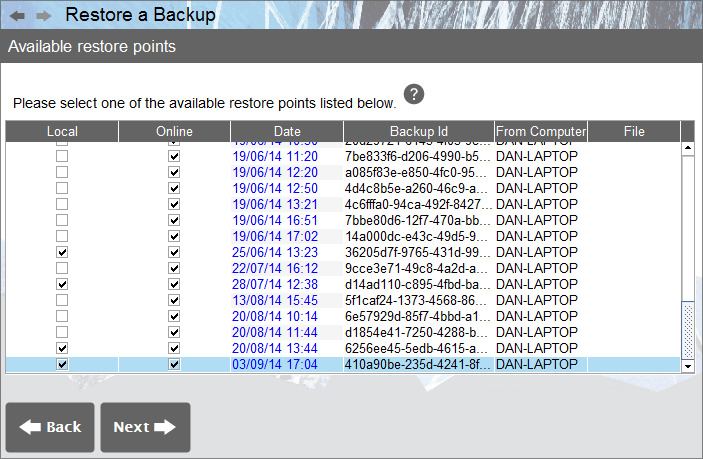 Restore a Backup
Available restore points
Please select one of the available restore points listed below. ?
Local Online Date Backup Id From Computer File
19/06/14 11:20 7be833f6-d206-4990-b5... DAN-LAPTOP
19/06/14 12:20 a085f83e-e850-4fc0-95... DAN-LAPTOP
19/06/14 12:50 4d4c8b5e-a260-46c9-a... DAN-LAPTOP
19/06/14 13:21 4c6fffa0-94ca-492f-8427... DAN-LAPTOP
19/06/14 16:51 7bbe80d6-12f7-470a-bb... DAN-LAPTOP
19/06/14 17:02 14a000dc-e43c-49d5-9... DAN-LAPTOP
25/06/14 13:23 36205d7f-9765-431d-99... DAN-LAPTOP
22/07/14 16:12 9cce3e71-49c8-4a2d-a... DAN-LAPTOP
28/07/14 12:38 d14ad110-c895-4fbd-ba... DAN-LAPTOP
13/08/14 15:45 5f1caf24-1373-4568-86... DAN-LAPTOP
20/08/14 10:14 6e57929d-85f7-4bbd-a1... DAN-LAPTOP
20/08/14 11:44 d1854e41-7250-4288-b... DAN-LAPTOP
20/08/14 13:44 6256ee45-5edb-4615-a... DAN-LAPTOP
03/09/14 17:04 410a90be-235d-4241-8f... DAN-LAPTOP
Back Next